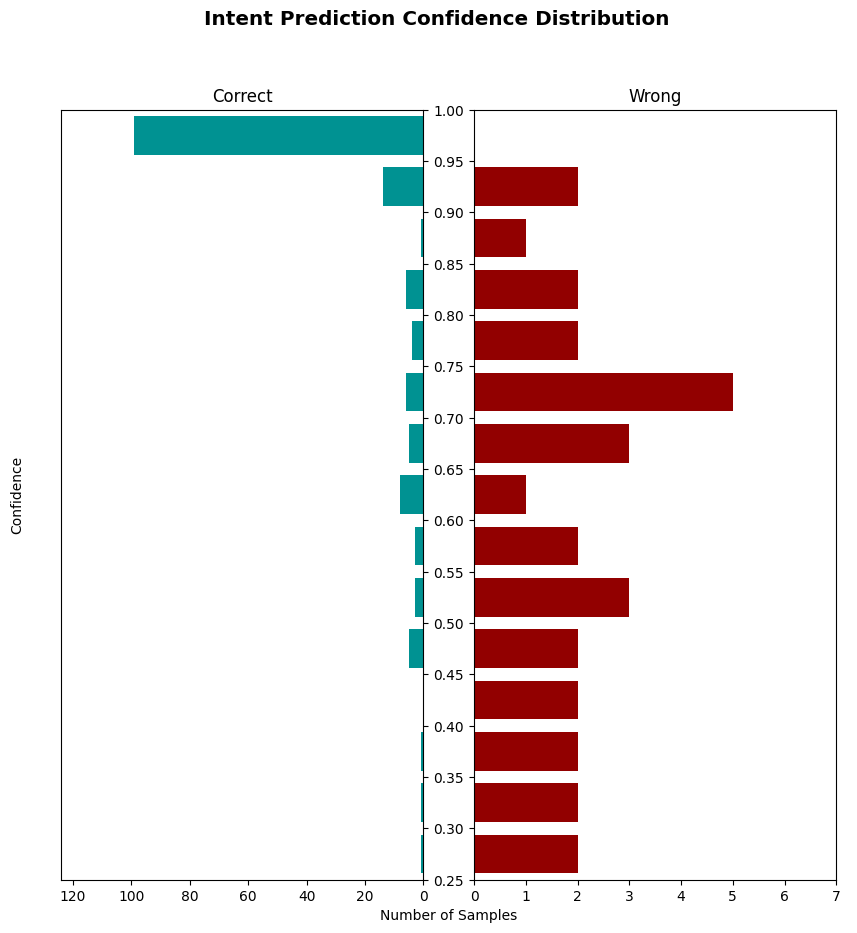 Intent Prediction Confidence Distribution
Correct
Wrong
Confidence
1.00
0.95
0.90
0.85
0.80
0.75
0.70
0.65
0.60
0.55
0.50
0.45
0.40
0.35
0.30
0.25
120 100 80 60 40 20 0
0 1 2 3 4 5 6 7
Number of Samples